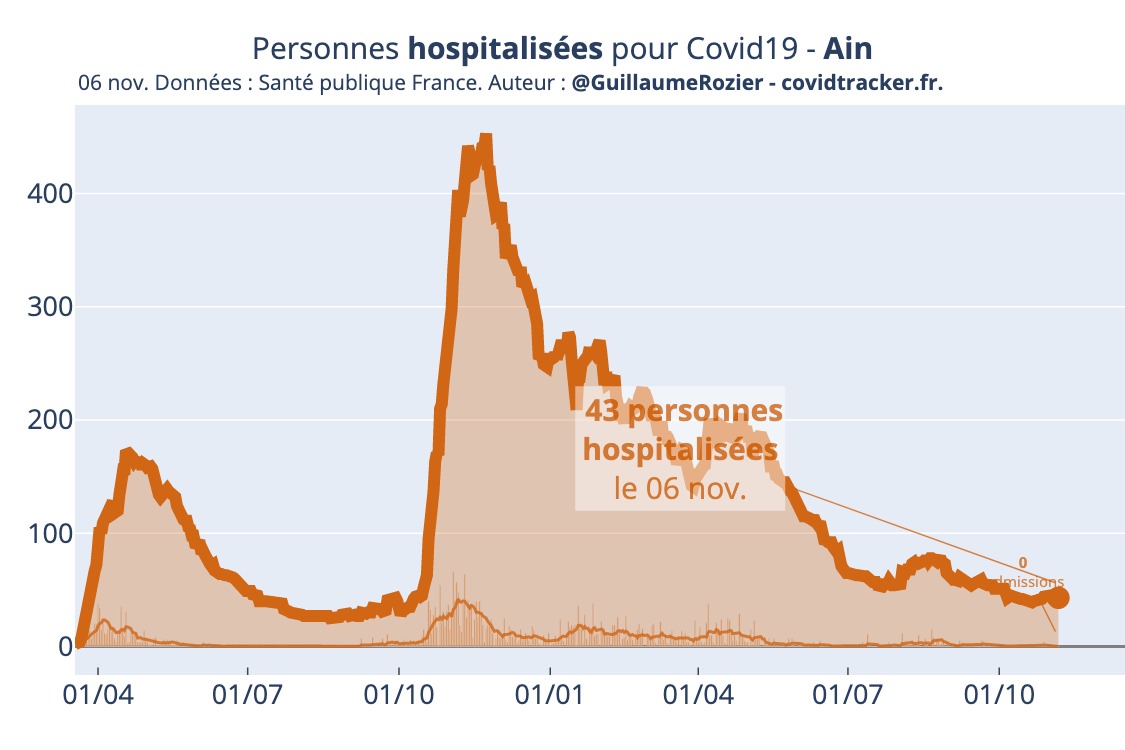 Personnes hospitalisées pour Covid19 - Ain
06 nov. Données : Santé publique France. Auteur : @GuillaumeRozier - covidtracker.fr.
400
300
200
100
0
43 personnes
hospitalisées
le 06 nov.
0
admissions
01/04 01/07 01/10 01/01 01/04 01/07 01/10